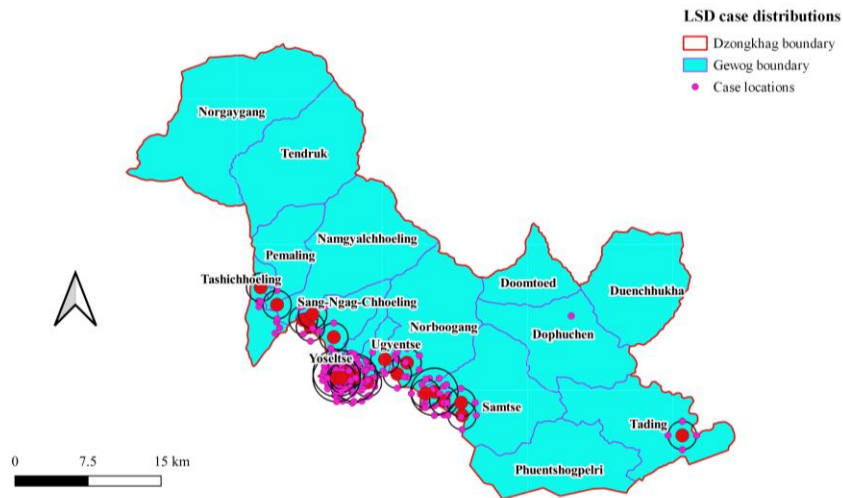 LSD case distributions
Dzongkhag boundary
Gewog boundary
Case locations
Norgaygang
Tendruk
Namgyalchhoeling
Pemaling
Tashichhoeling
Sang-Ngag-Chhoeling
Doomtoed
Duenchhukha
Norboogang
Dophuchen
Ugyentse
Yoseltse
Samtse
Tading
Phuentshogpelri
0 7.5 15 km